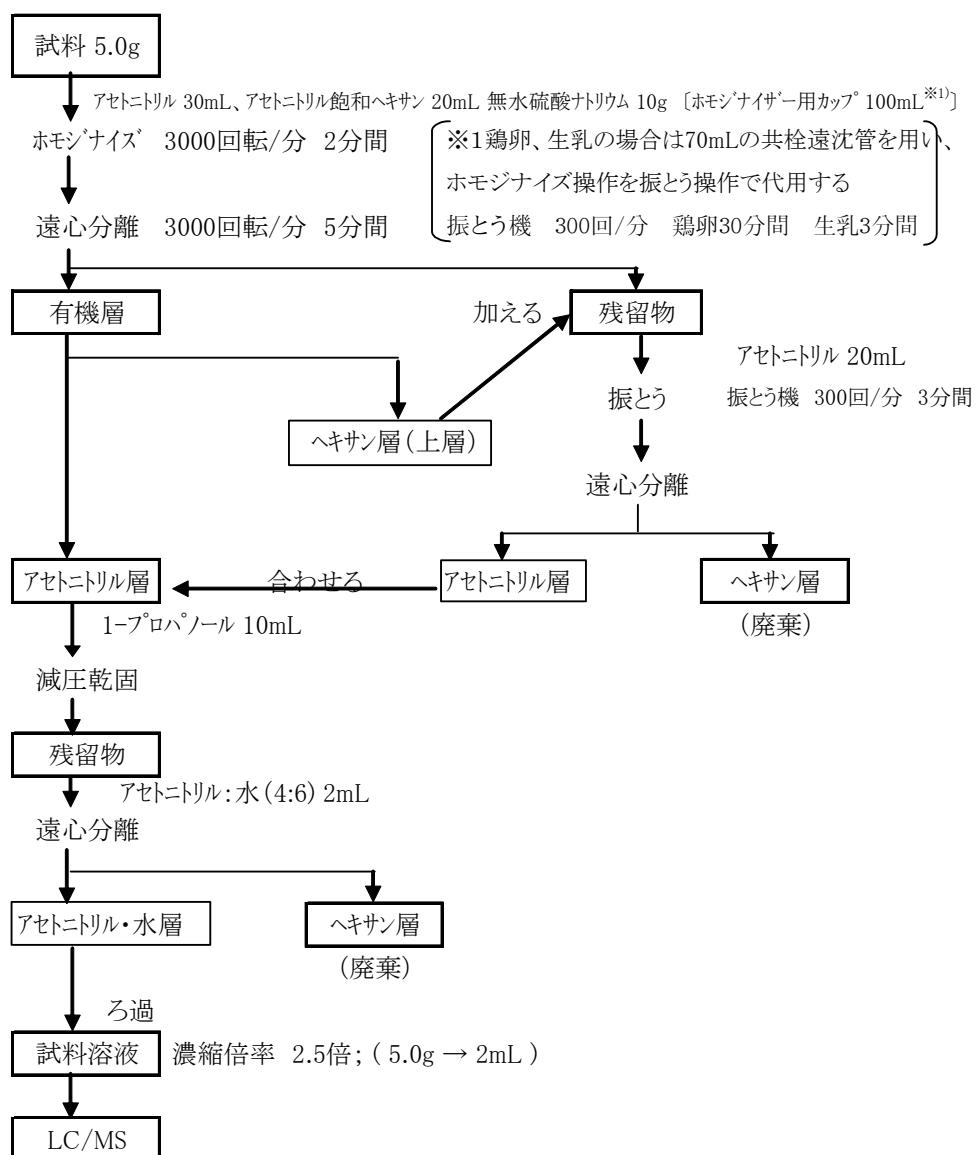 試料 5.0g
アセトニトリル 30mL、アセトニトリル飽和ヘキサン 20mL 無水硫酸ナトリウム 10g 〔ホモジナイザー用カップ 100mL※1)〕
ホモジナイズ 3000回転/分 2分間
※1鶏卵、生乳の場合は70mLの共栓遠沈管を用い、
ホモジナイズ操作を振とう操作で代用する
遠心分離 3000回転/分 5分間
振とう機 300回/分 鶏卵30分間 生乳3分間
有機層
加える
残留物
アセトニトリル 20mL
振とう
振とう機 300回/分 3分間
ヘキサン層(上層)
遠心分離
アセトニトリル層
合わせる
アセトニトリル層
ヘキサン層
(廃棄)
1-プロパノール 10mL
減圧乾固
残留物
アセトニトリル:水(4:6) 2mL
遠心分離
アセトニトリル・水層
ヘキサン層
(廃棄)
ろ過
試料溶液 濃縮倍率 2.5倍; ( 5.0g → 2mL )
LC/MS